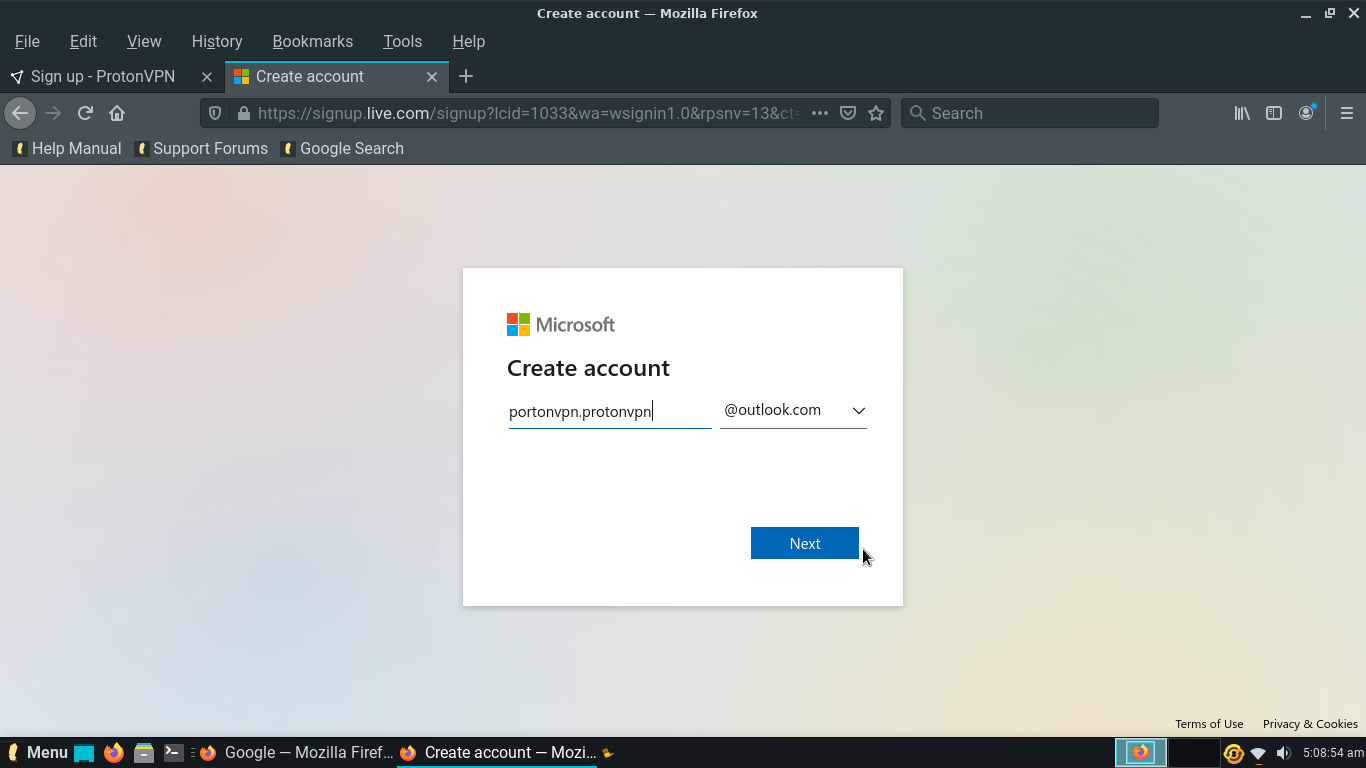 Create account — Mozilla Firefox
File Edit View History Bookmarks Tools Help
Sign up - ProtonVPN Create account
https://signup.live.com/signup?lcid=1033&wa=wsignin1.0&rpsnv=13&ct Search
Help Manual Support Forums Google Search
Microsoft
Create account
portonvpn.protonvpn @outlook.com
Next
Terms of Use Privacy & Cookies
Menu Google — Mozilla Firef... Create account — Mozi... 5:08:54 am